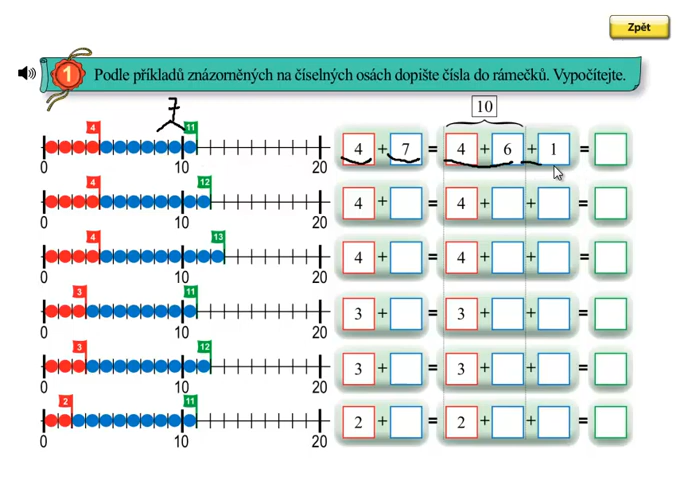 Zpět
1 Podle příkladů znázorněných na číselných osách dopište čísla do rámečků. Vypočítejte.
7 10
4 11
0 10 20 4 + 7 = 4 + 6 + 1 =
4 12
0 10 20 4 + = 4 + + =
4 13
0 10 20 4 + = 4 + + =
3 11
0 10 20 3 + = 3 + + =
3 12
0 10 20 3 + = 3 + + =
2 11
0 10 20 2 + = 2 + + =